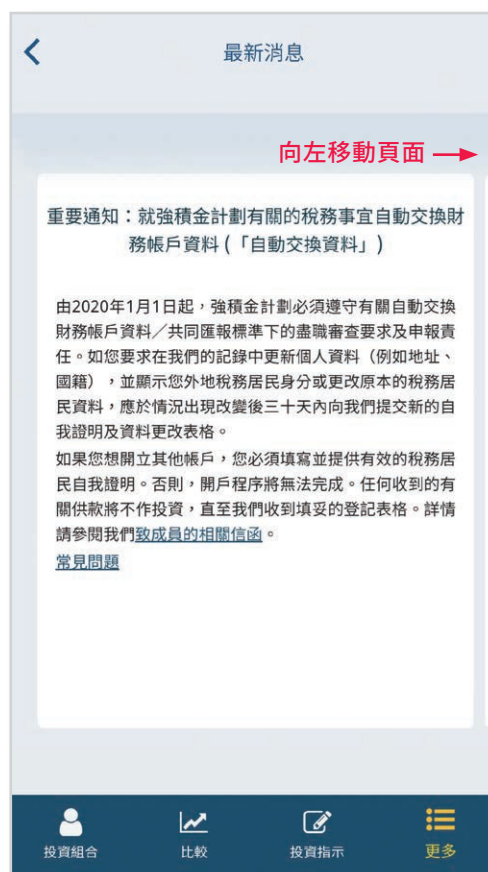 最新消息
向左移動頁面
重要通知：就強積金計劃有關的稅務事宜自動交換財
務帳戶資料 (「自動交換資料」)
由2020年1月1日起，強積金計劃必須遵守有關自動交換
財務帳戶資料／共同匯報標準下的盡職審查要求及申報責
任。如您要求在我們的記錄中更新個人資料（例如地址、
國籍），並顯示您外地稅務居民身分或更改原本的稅務居
民資料，應於情況出現改變後三十天內向我們提交新的自
我證明及資料更改表格。
如果您想開立其他帳戶，您必須填寫並提供有效的稅務居
民自我證明。否則，開戶程序將無法完成。任何收到的有
關供款將不作投資，直至我們收到填妥的登記表格。詳情
請參閱我們致成員的相關信函。
常見問題
投資組合 比較 投資指示 更多